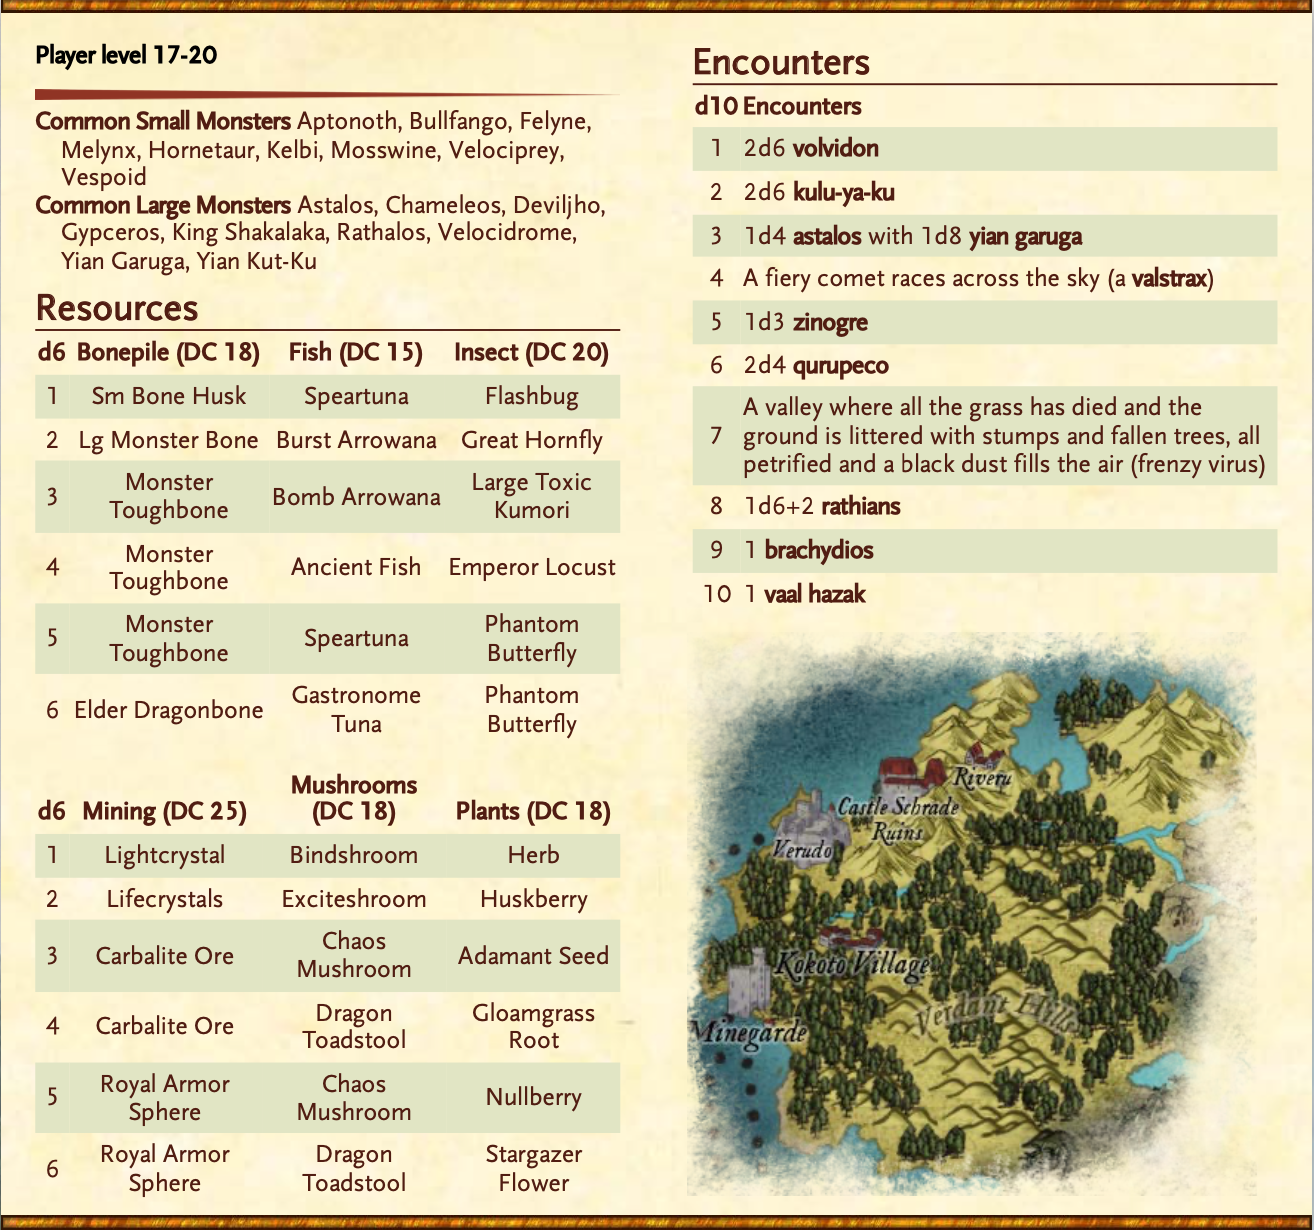 Player level 17-20
Common Small Monsters Aptonoth, Bullfango, Felyne,
Melynx, Hornetaur, Kelbi, Mosswine, Velociprey,
Vespoid
Common Large Monsters Astalos, Chameleos, Deviljho,
Gypceros, King Shakalaka, Rathalos, Velocidrome,
Yian Garuga, Yian Kut-Ku
Resources
d6 Bonepile (DC 18) Fish (DC 15) Insect (DC 20)
1 Sm Bone Husk Speartuna Flashbug
2 Lg Monster Bone Burst Arrowana Great Hornfly
3 Monster Toughbone Bomb Arrowana Large Toxic Kumori
4 Monster Toughbone Ancient Fish Emperor Locust
5 Monster Toughbone Speartuna Phantom Butterfly
6 Elder Dragonbone Gastronome Tuna Phantom Butterfly
d6 Mining (DC 25) Mushrooms (DC 18) Plants (DC 18)
1 Lightcrystal Bindshroom Herb
2 Lifecrystals Exciteshroom Huskberry
3 Carbalite Ore Chaos Mushroom Adamant Seed
4 Carbalite Ore Dragon Toadstool Gloamgrass Root
5 Royal Armor Sphere Chaos Mushroom Nullberry
6 Royal Armor Sphere Dragon Toadstool Stargazer Flower
Encounters
d10 Encounters
1 2d6 volvidon
2 2d6 kulu-ya-ku
3 1d4 astalos with 1d8 yian garuga
4 A fiery comet races across the sky (a valstrax)
5 1d3 zinogre
6 2d4 qurupeco
7 A valley where all the grass has died and the
ground is littered with stumps and fallen trees, all
petrified and a black dust fills the air (frenzy virus)
8 1d6+2 rathians
9 1 brachydios
10 1 vaal hazak
Riveru
Castle Schrade
Ruins
Verudo
Kokoto Village
Verdant Hills
Minegarde